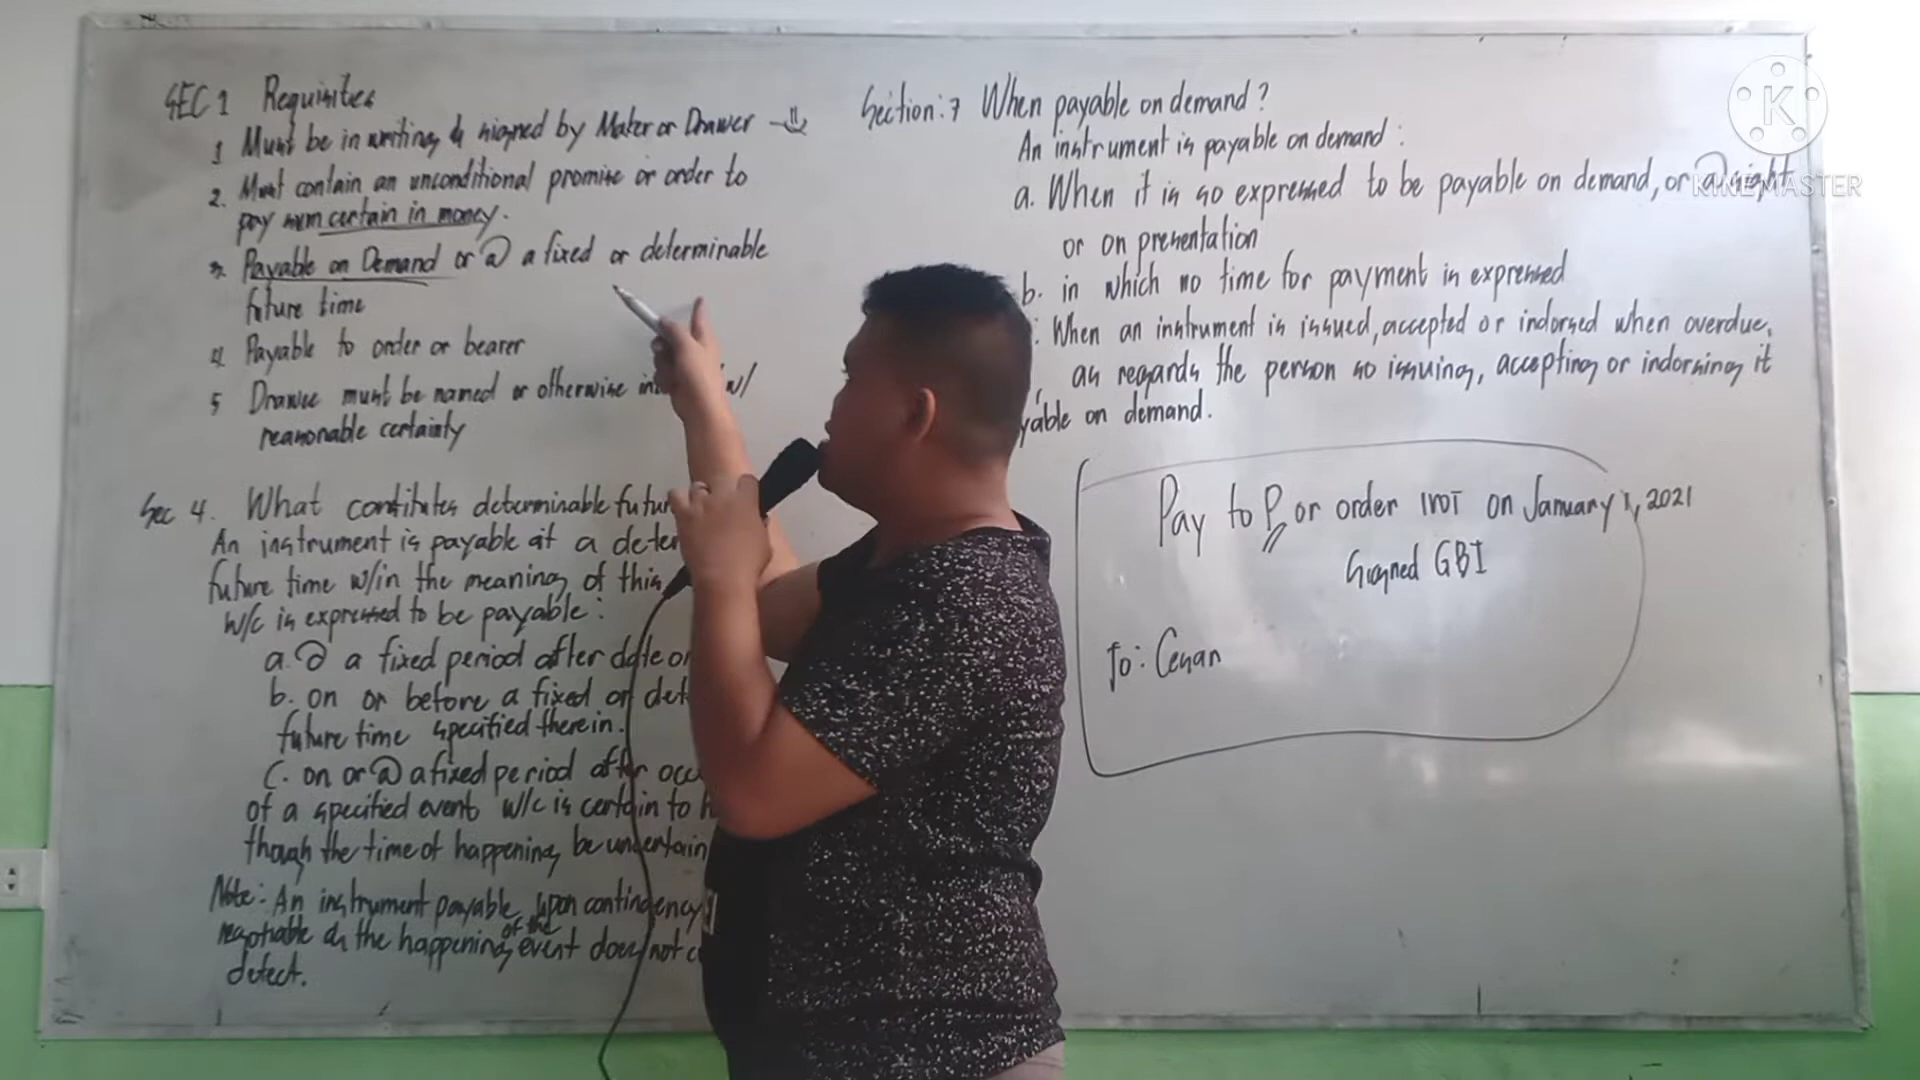 SEC 1 Requisites
1 Must be in writing & signed by Maker or Drawer
2. Must contain an unconditional promise or order to
pay sum certain in money.
3. Payable on Demand or @ a fixed or determinable
future time
4 Payable to order or bearer
5 Drawee must be named or otherwise w/
reasonable certainty
Sec 4. What contitutes determinable futur
An instrument is payable at a deter
future time w/in the meaning of this
w/c is expressed to be payable:
a. @ a fixed period after date or
b. on or before a fixed or det
future time specified therein.
c. on or @ a fixed period after occ
of a specified event w/c is certain to h
though the time of happening be uncertain
Note: An instrument payable upon contingency
negotiable & the happening of the event does not c
defect.
Section: 7 When payable on demand?
An instrument is payable on demand:
a. When it is so expressed to be payable on demand, or @ sight
or on presentation
b. in which no time for payment is expressed
: When an instrument is issued, accepted or indorsed when overdue,
as regards the person so issuing, accepting or indorsing it
yable on demand.
Pay to P or order on January 1, 2021
Signed GBI
To:
K
KINEMASTER